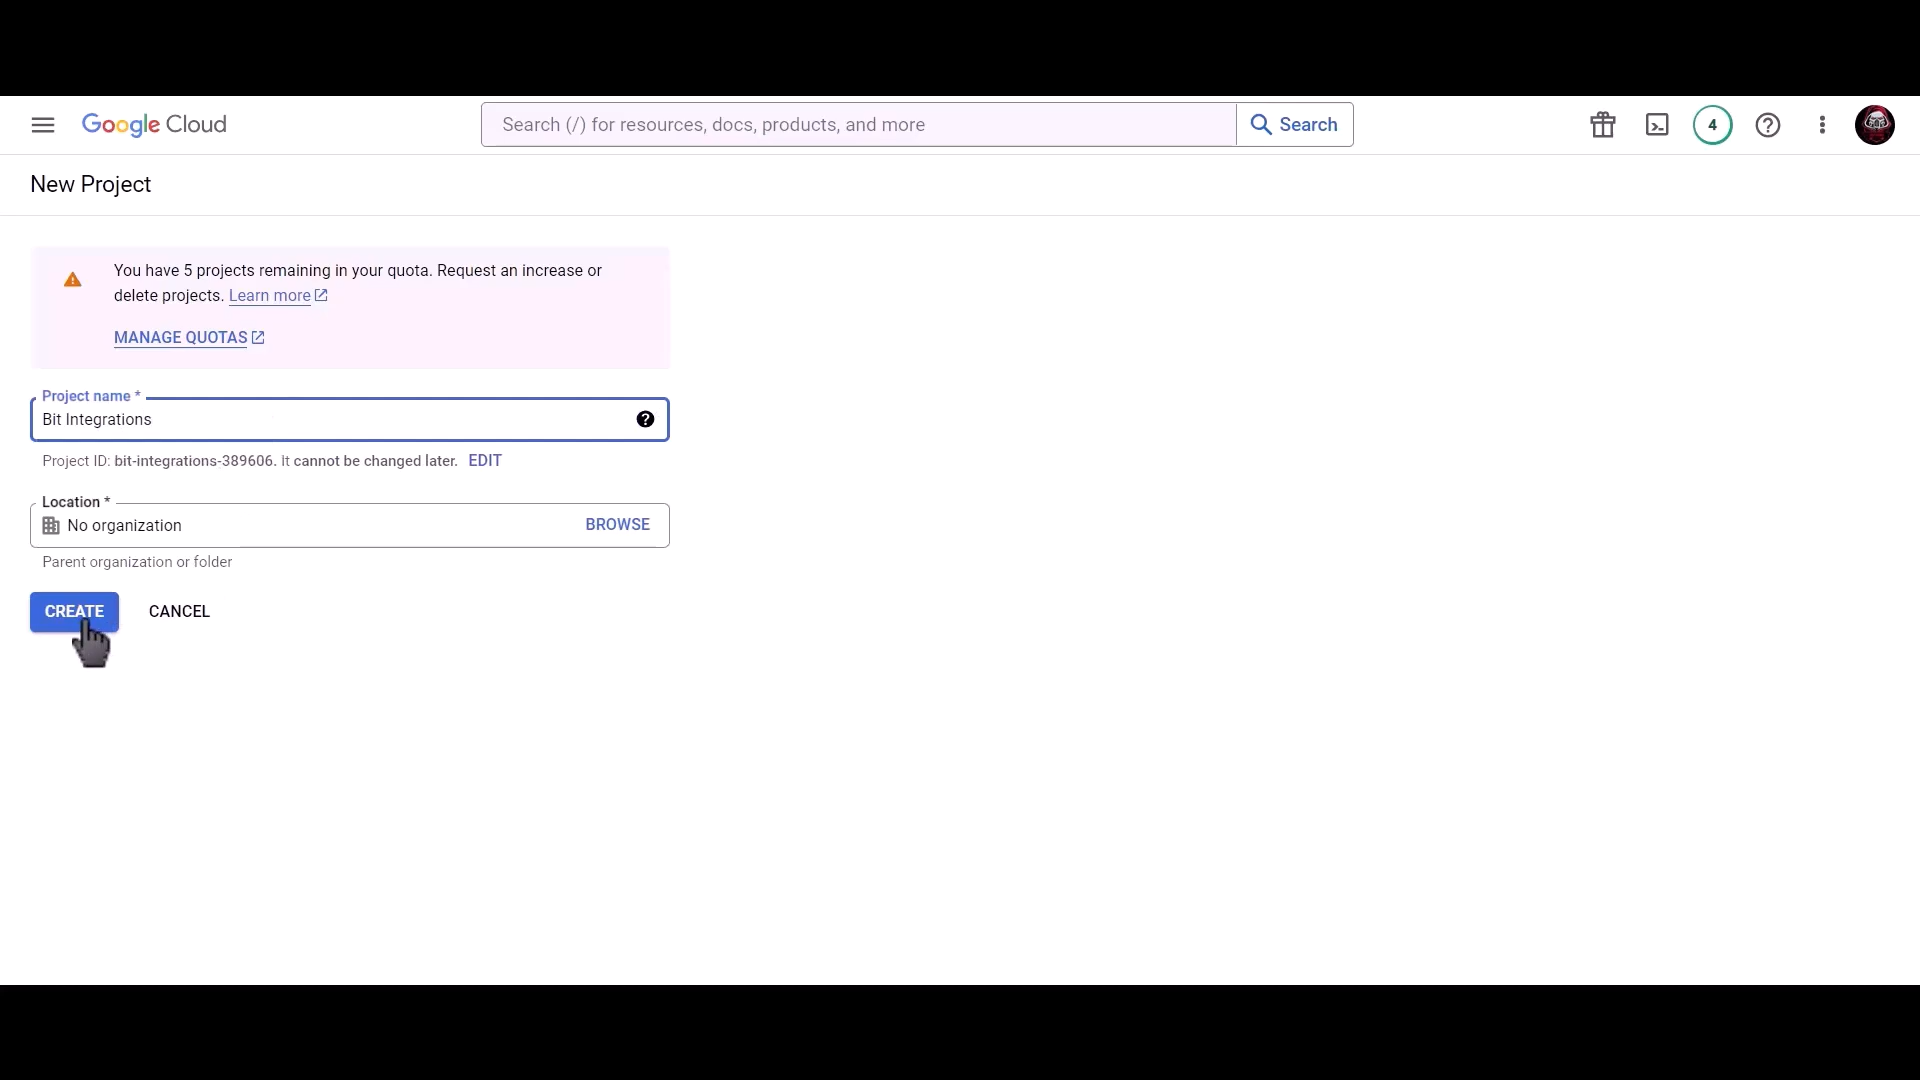 Google Cloud
Search (/) for resources, docs, products, and more
Search
4
New Project
You have 5 projects remaining in your quota. Request an increase or
delete projects. Learn more
MANAGE QUOTAS
Project name *
Bit Integrations
Project ID: bit-integrations-389606. It cannot be changed later. EDIT
Location *
No organization
BROWSE
Parent organization or folder
CREATE
CANCEL